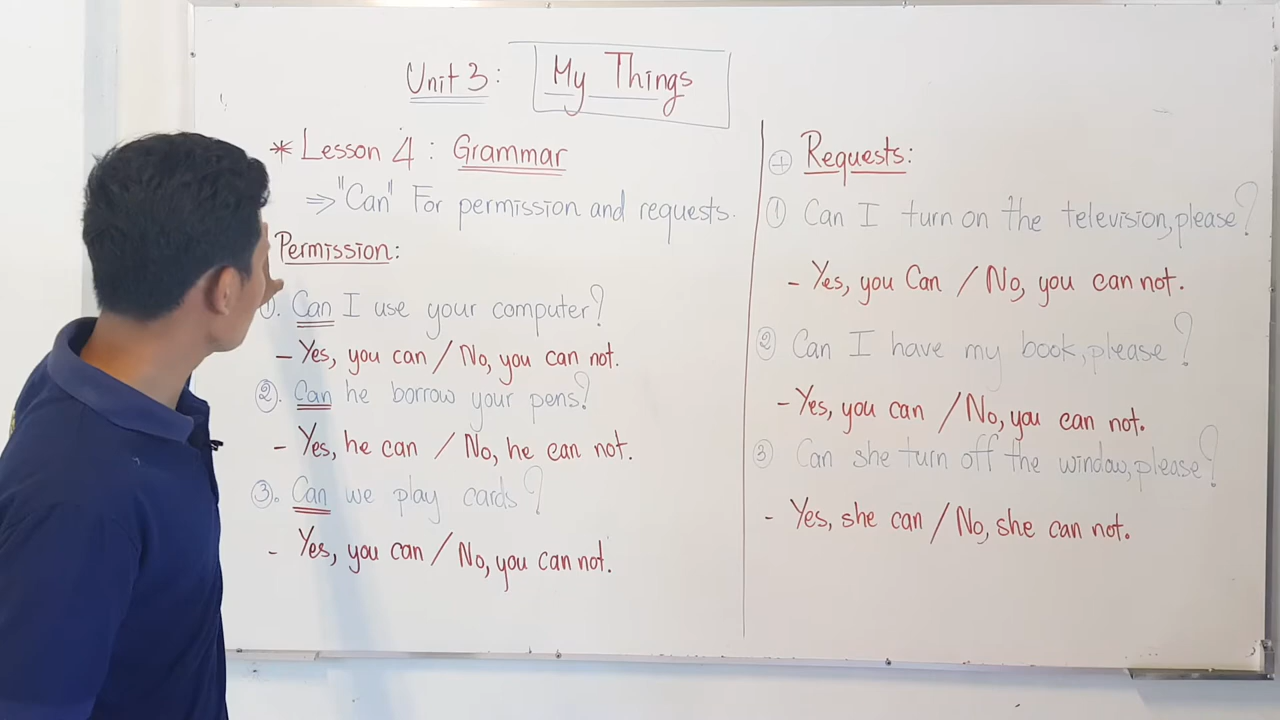 Unit 3: My Things
* Lesson 4 : Grammar
⇒ "Can" For permission and requests.
Permission:
①. Can I use your computer?
- Yes, you can / No, you can not.
②. Can he borrow your pens?
- Yes, he can / No, he can not.
③. Can we play cards?
- Yes, you can / No, you can not.
⊕ Requests:
① Can I turn on the television, please?
- Yes, you Can / No, you can not.
② Can I have my book, please?
- Yes, you can / No, you can not.
③ Can she turn off the window, please?
- Yes, she can / No, she can not.